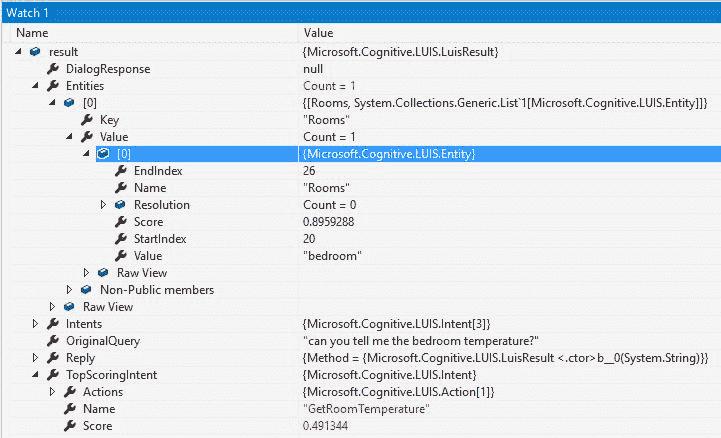 Watch 1
Name Value
result {Microsoft.Cognitive.LUIS.LuisResult}
DialogResponse null
Entities Count = 1
[0] {[Rooms, System.Collections.Generic.List`1[Microsoft.Cognitive.LUIS.Entity]]}
Key "Rooms"
Value Count = 1
[0] {Microsoft.Cognitive.LUIS.Entity}
EndIndex 26
Name "Rooms"
Resolution Count = 0
Score 0.8959288
StartIndex 20
Value "bedroom"
Raw View
Non-Public members
Raw View
Intents {Microsoft.Cognitive.LUIS.Intent[3]}
OriginalQuery "can you tell me the bedroom temperature?"
Reply {Method = {Microsoft.Cognitive.LUIS.LuisResult <.ctor>b__0(System.String)}}
TopScoringIntent {Microsoft.Cognitive.LUIS.Intent}
Actions {Microsoft.Cognitive.LUIS.Action[1]}
Name "GetRoomTemperature"
Score 0.491344